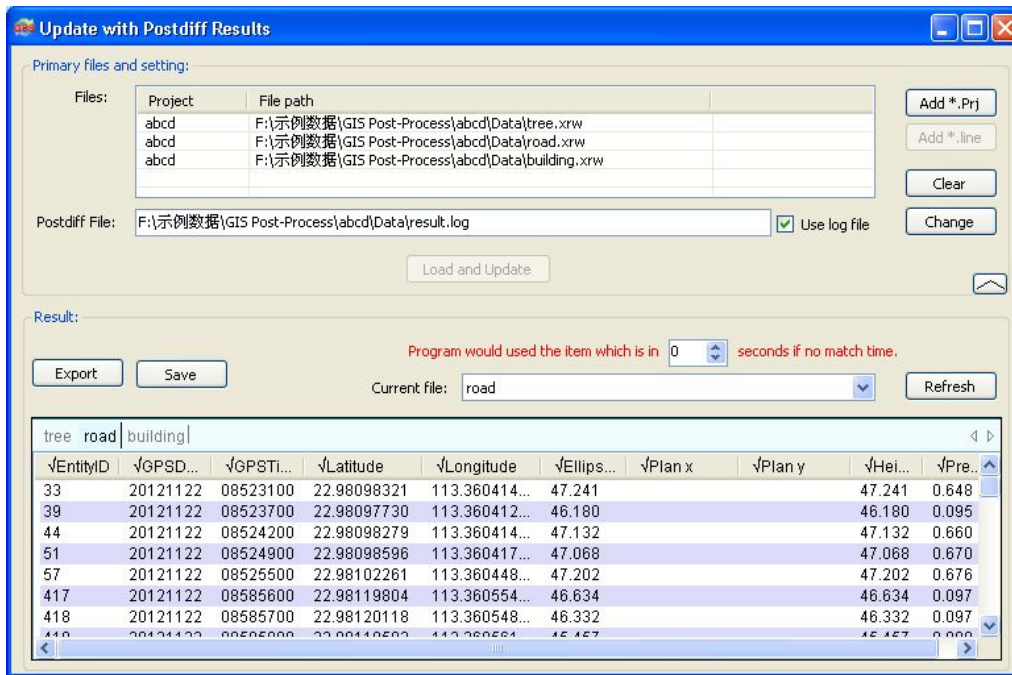 Update with Postdiff Results
Primary files and setting:
Files:
Project File path
abcd F:\示例数据\GIS Post-Process\abcd\Data\tree.xrw
abcd F:\示例数据\GIS Post-Process\abcd\Data\road.xrw
abcd F:\示例数据\GIS Post-Process\abcd\Data\building.xrw
Add *.Prj
Add *.line
Clear
Postdiff File: F:\示例数据\GIS Post-Process\abcd\Data\result.log Use log file Change
Load and Update
Result:
Program would used the item which is in 0 seconds if no match time.
Export Save
Current file: road Refresh
tree road building
√EntityID √GPSD... √GPSTi... √Latitude √Longitude √Ellips... √Plan x √Plan y √Hei... √Pre..
33 20121122 08523100 22.98098321 113.360414... 47.241 47.241 0.648
39 20121122 08523700 22.98097730 113.360412... 46.180 46.180 0.095
44 20121122 08524200 22.98098279 113.360414... 47.132 47.132 0.660
51 20121122 08524900 22.98098596 113.360417... 47.068 47.068 0.670
57 20121122 08525500 22.98102261 113.360448... 47.202 47.202 0.676
417 20121122 08585600 22.98119804 113.360554... 46.634 46.634 0.097
418 20121122 08585700 22.98120118 113.360548... 46.332 46.332 0.097